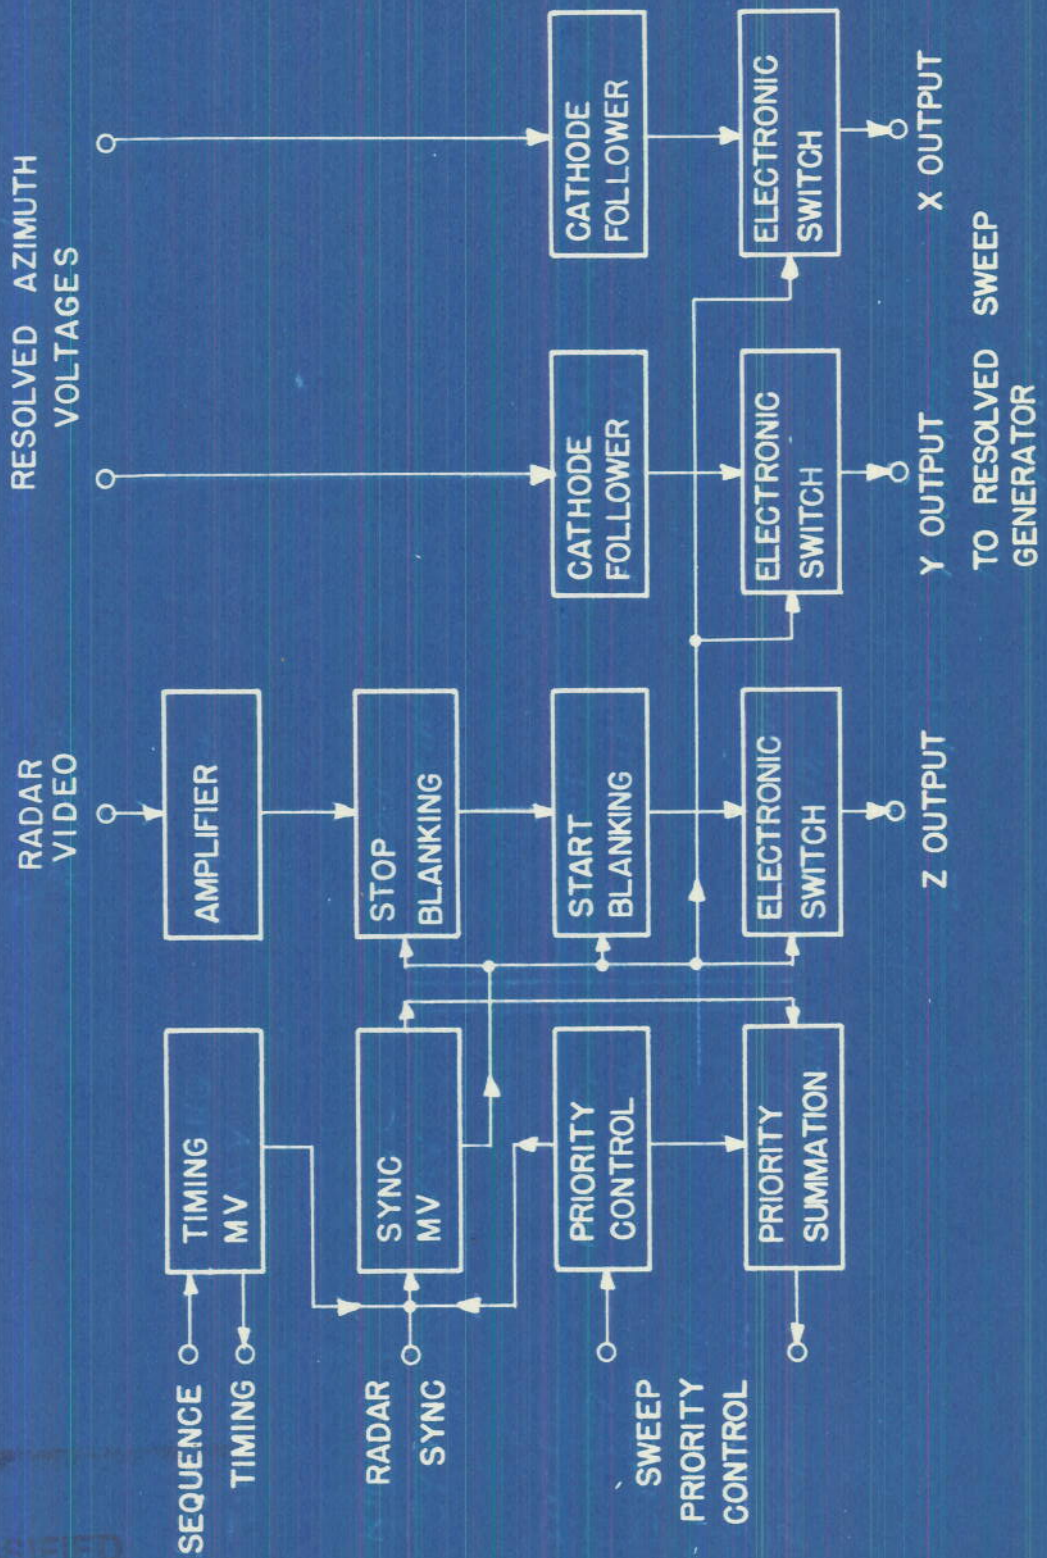 RESOLVED AZIMUTH
VOLTAGES
RADAR
VIDEO
SEQUENCE
TIMING
RADAR
SYNC
SWEEP
PRIORITY
CONTROL
TIMING
MV
SYNC
MV
PRIORITY
CONTROL
PRIORITY
SUMMATION
AMPLIFIER
STOP
BLANKING
START
BLANKING
ELECTRONIC
SWITCH
CATHODE
FOLLOWER
ELECTRONIC
SWITCH
CATHODE
FOLLOWER
ELECTRONIC
SWITCH
Z OUTPUT
Y OUTPUT
X OUTPUT
TO RESOLVED SWEEP
GENERATOR